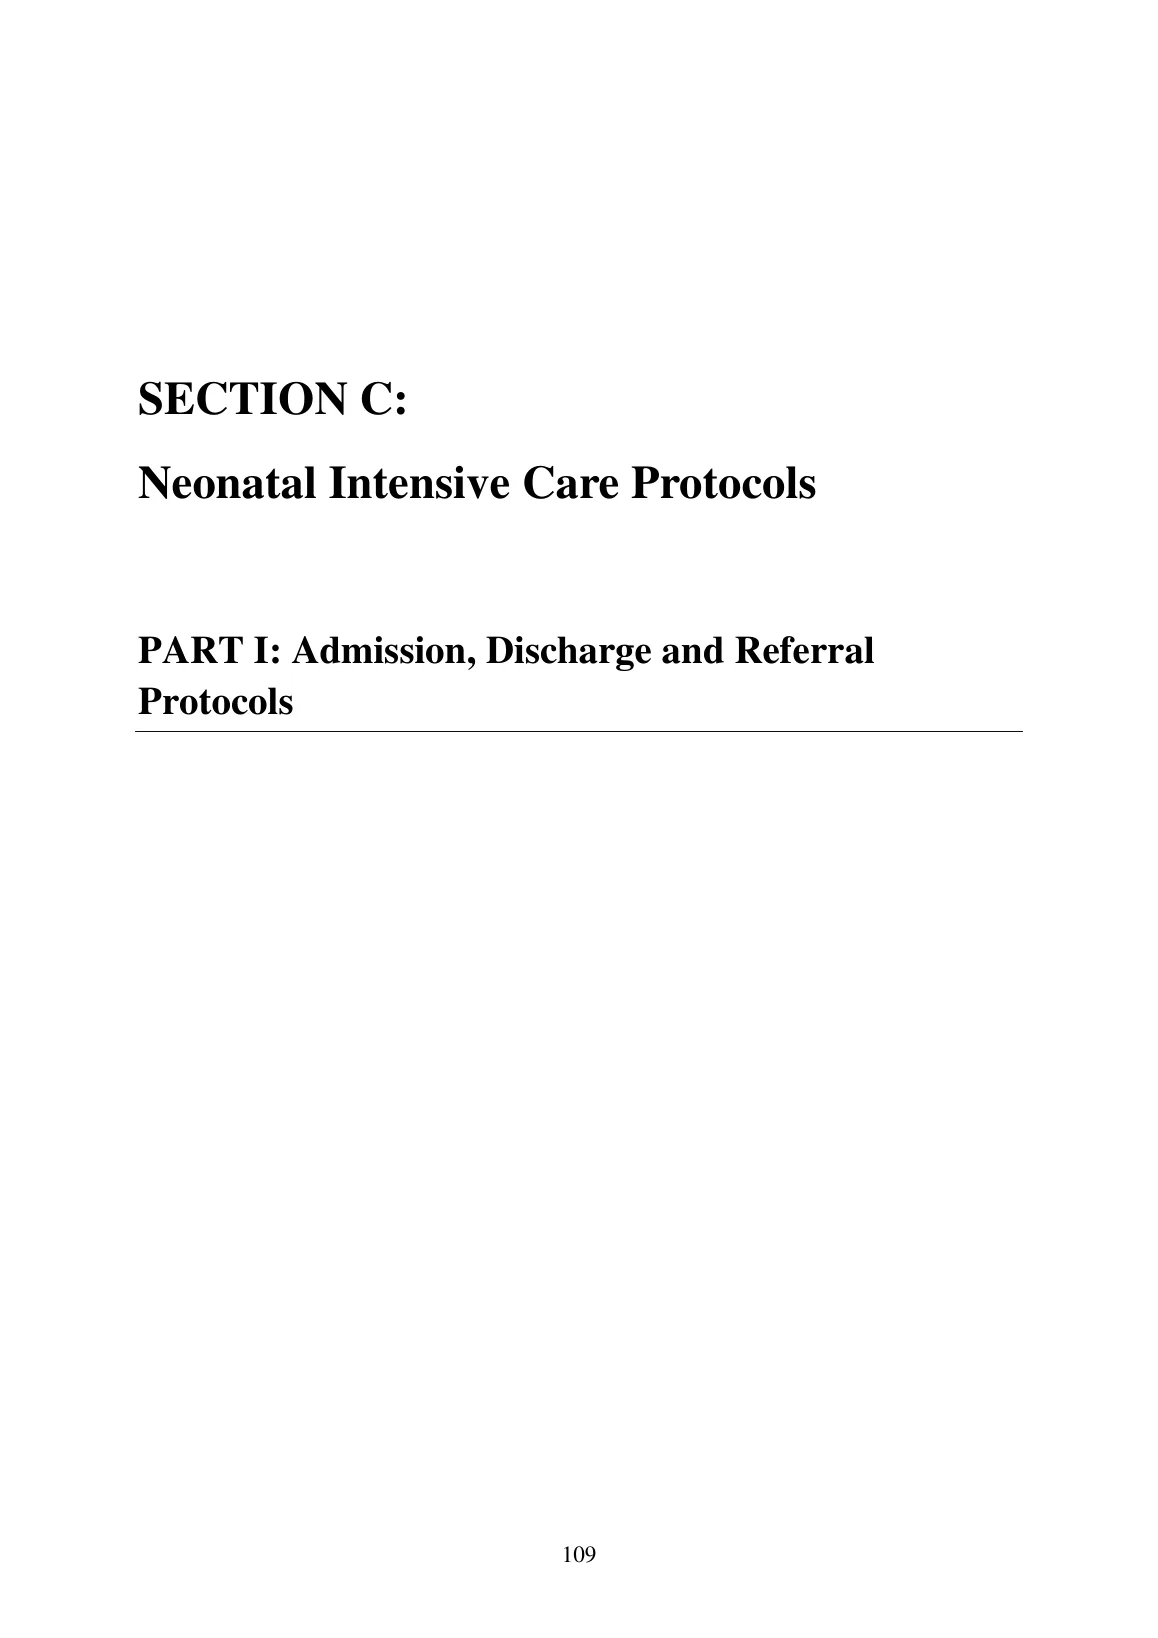 SECTION C:
Neonatal Intensive Care Protocols
PART I: Admission, Discharge and Referral
Protocols
109